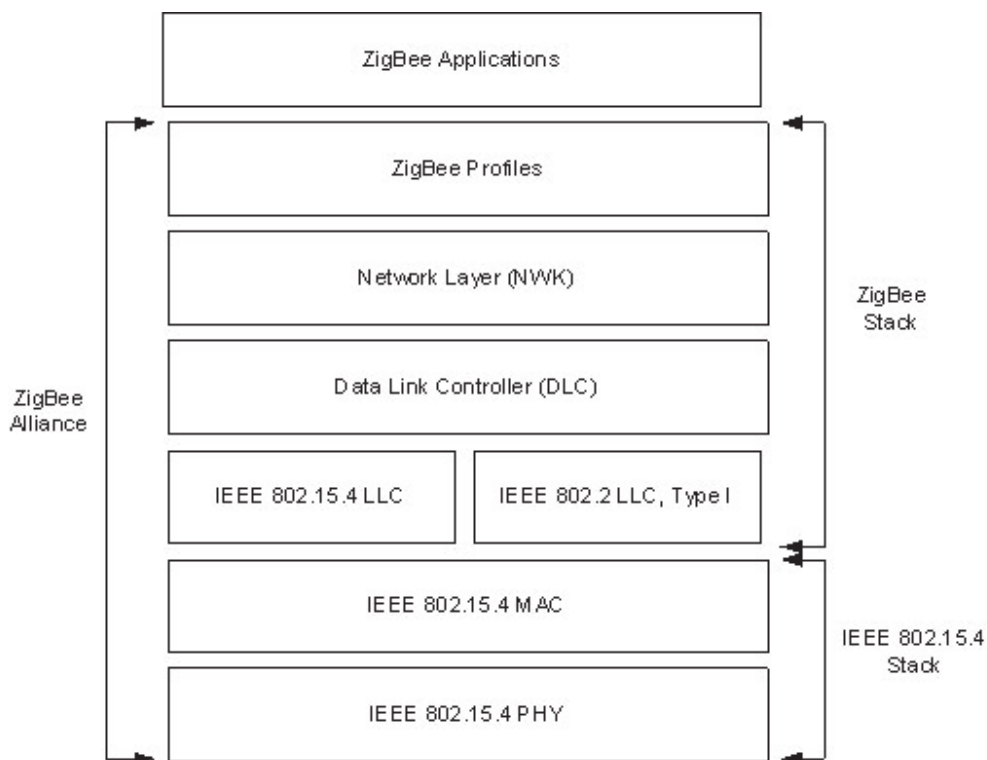 ZigBee Applications
ZigBee Profiles
Network Layer (NWK)
ZigBee
Stack
Data Link Controller (DLC)
ZigBee
Alliance
IEEE 802.15.4 LLC
IEEE 802.2 LLC, Type I
IEEE 802.15.4 MAC
IEEE 802.15.4
Stack
IEEE 802.15.4 PHY